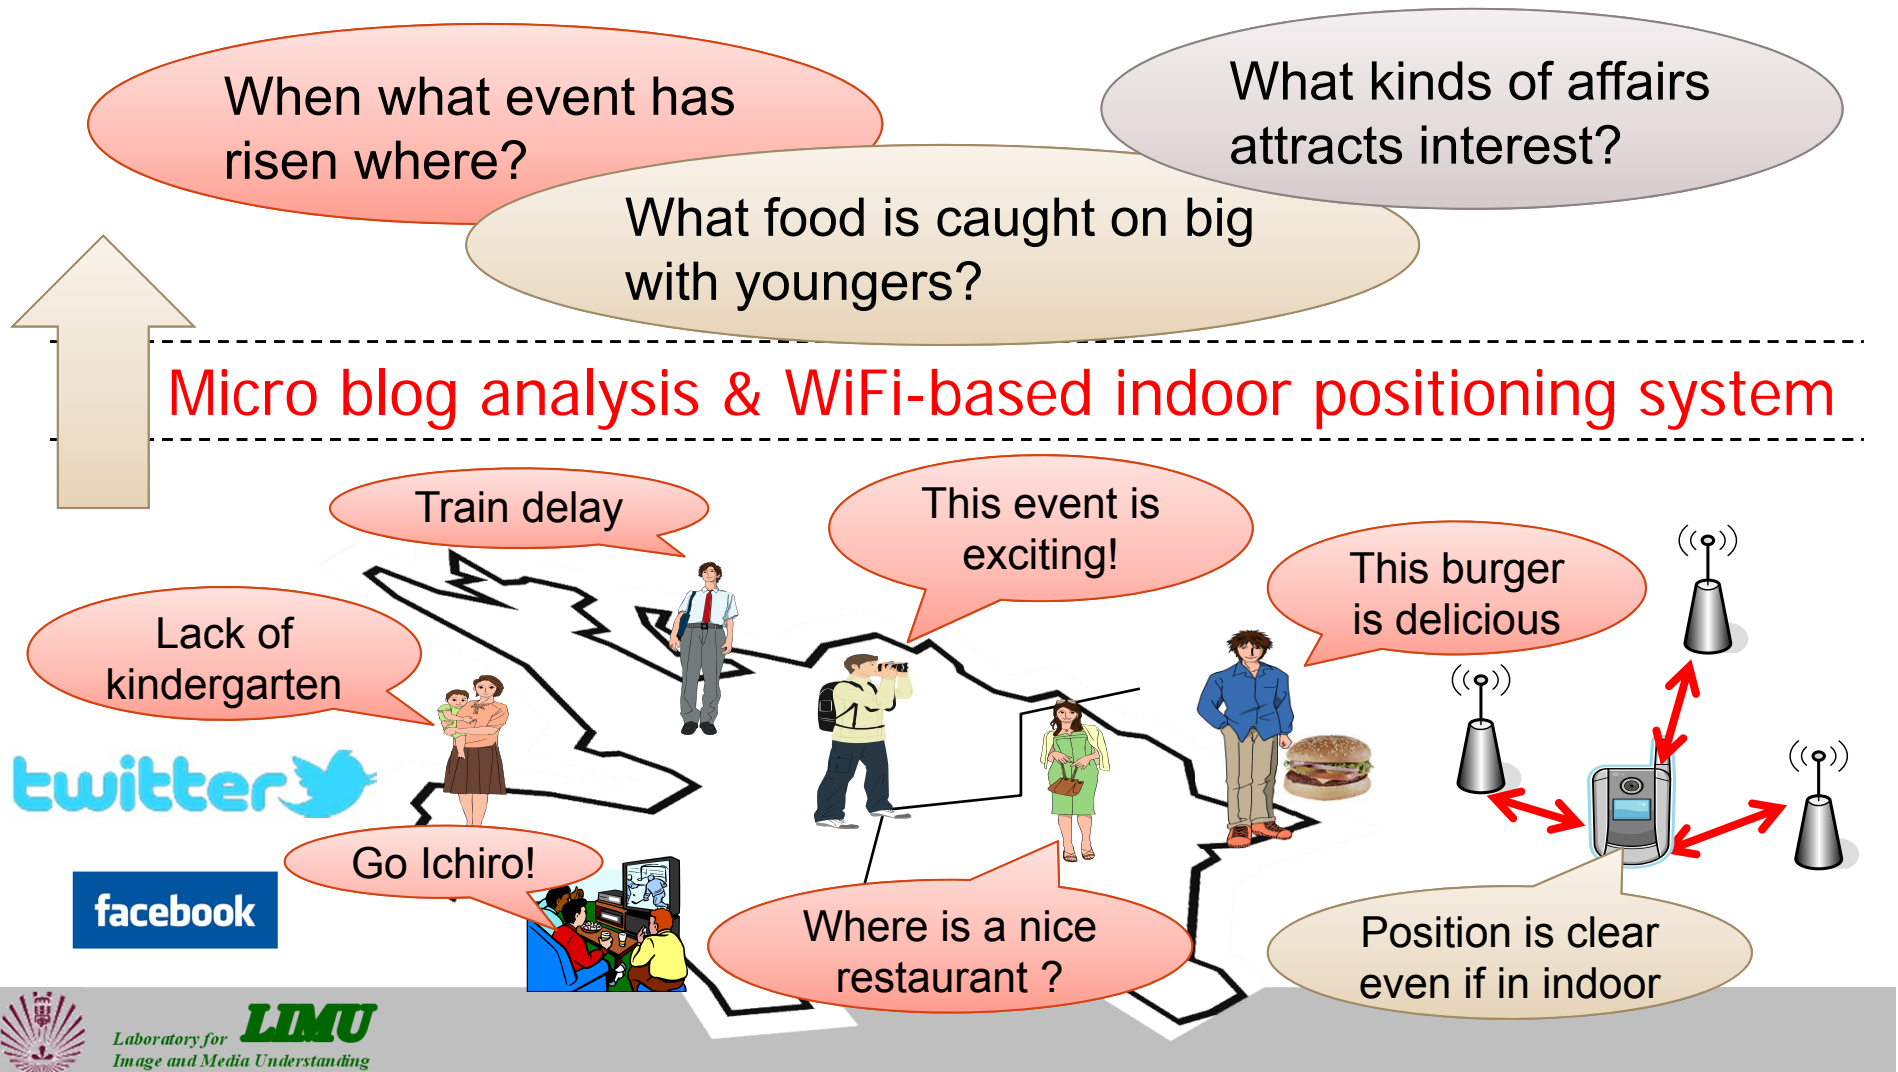 When what event has
risen where?
What kinds of affairs
attracts interest?
What food is caught on big
with youngers?
Micro blog analysis & WiFi-based indoor positioning system
Train delay
This event is
exciting!
This burger
is delicious
Lack of
kindergarten
twitter
Go Ichiro!
facebook
Where is a nice
restaurant ?
Position is clear
even if in indoor
Laboratory for LIMU
Image and Media Understanding